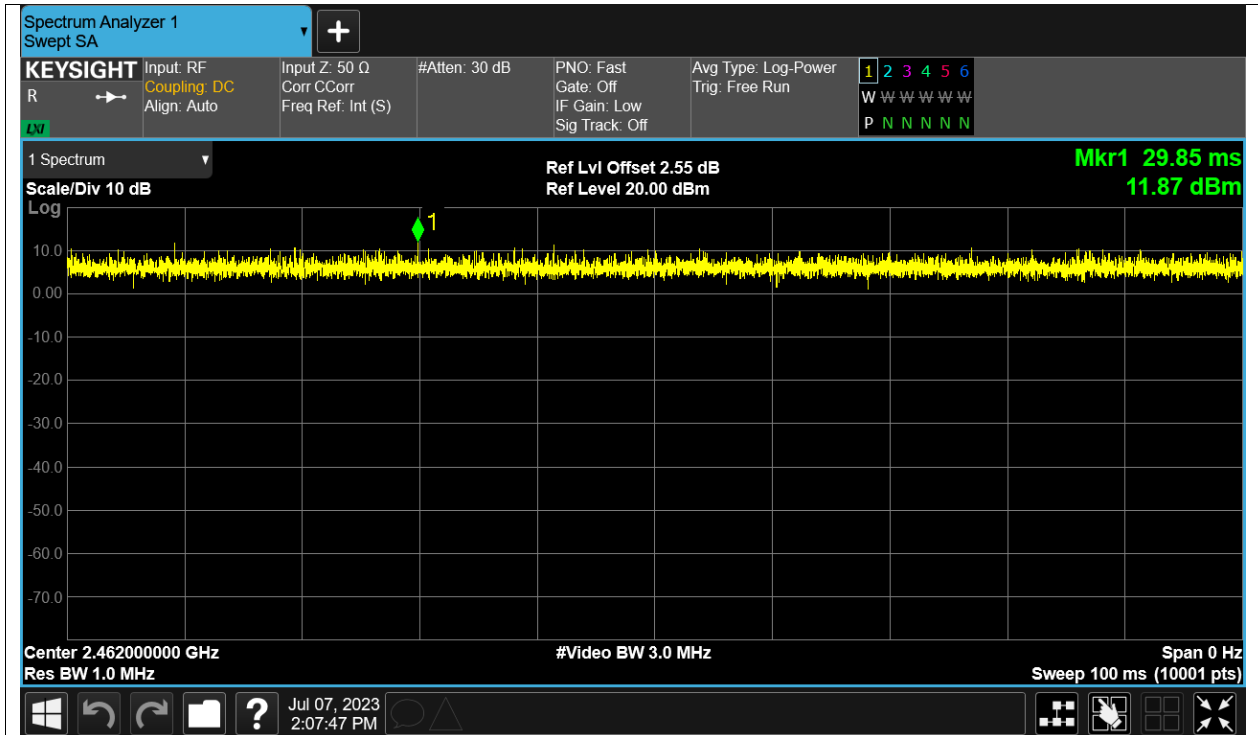 Spectrum Analyzer 1
Swept SA
KEYSIGHT
R
LXI
Input: RF
Coupling: DC
Align: Auto
Input Z: 50 Ω
Corr CCorr
Freq Ref: Int (S)
#Atten: 30 dB
PNO: Fast
Gate: Off
IF Gain: Low
Sig Track: Off
Avg Type: Log-Power
Trig: Free Run
1 2 3 4 5 6
W W W W W W
P N N N N N
1 Spectrum
Scale/Div 10 dB
Log
Ref Lvl Offset 2.55 dB
Ref Level 20.00 dBm
Mkr1 29.85 ms
11.87 dBm
1
10.0
0.00
-10.0
-20.0
-30.0
-40.0
-50.0
-60.0
-70.0
Center 2.462000000 GHz
Res BW 1.0 MHz
#Video BW 3.0 MHz
Span 0 Hz
Sweep 100 ms (10001 pts)
?
Jul 07, 2023
2:07:47 PM